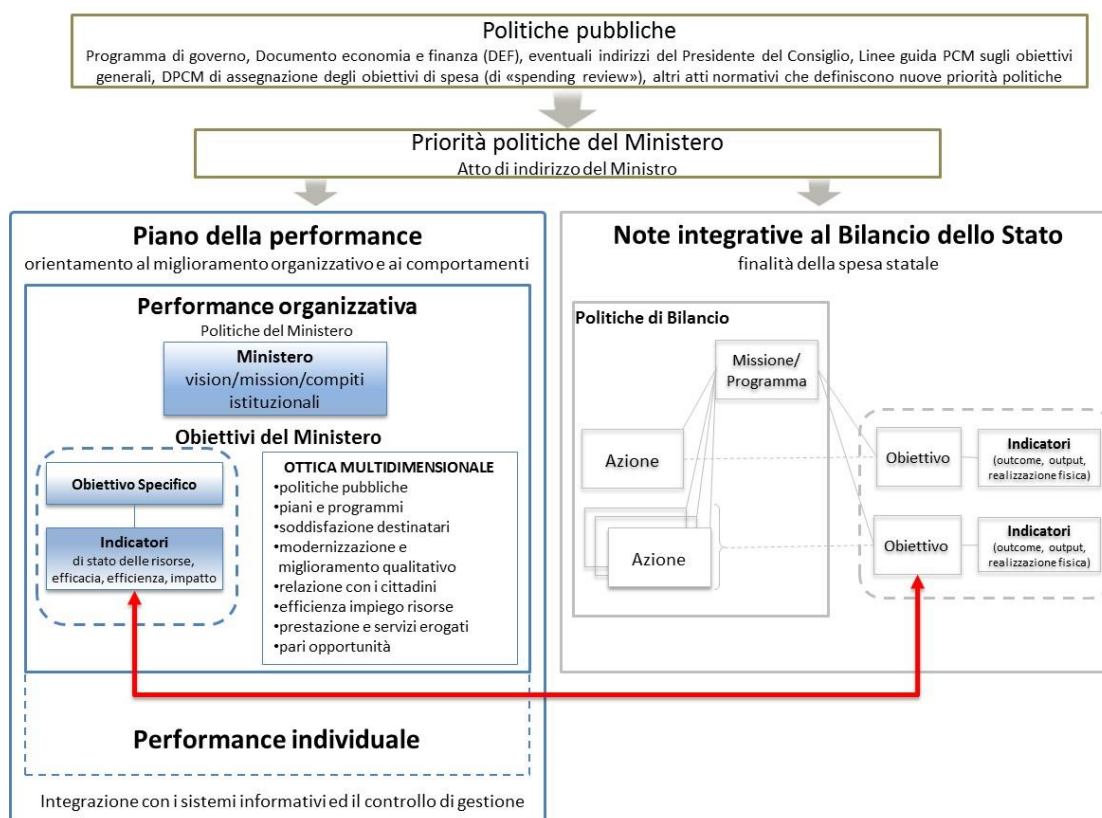 Politiche pubbliche
Programma di governo, Documento economia e finanza (DEF), eventuali indirizzi del Presidente del Consiglio, Linee guida PCM sugli obiettivi
generali, DPCM di assegnazione degli obiettivi di spesa (di «spending review»), altri atti normativi che definiscono nuove priorità politiche
Priorità politiche del Ministero
Atto di indirizzo del Ministro
Piano della performance
orientamento al miglioramento organizzativo e ai comportamenti
Performance organizzativa
Politiche del Ministero
Ministero
vision/mission/compiti
istituzionali
Obiettivi del Ministero
Obiettivo Specifico
Indicatori
di stato delle risorse,
efficacia, efficienza, impatto
OTTICA MULTIDIMENSIONALE
•politiche pubbliche
•piani e programmi
•soddisfazione destinatari
•modernizzazione e
miglioramento qualitativo
•relazione con i cittadini
•efficienza impiego risorse
•prestazione e servizi erogati
•pari opportunità
Performance individuale
Integrazione con i sistemi informativi ed il controllo di gestione
Note integrative al Bilancio dello Stato
finalità della spesa statale
Politiche di Bilancio
Missione/
Programma
Azione
Azione
Obiettivo
Indicatori
(outcome, output,
realizzazione fisica)
Obiettivo
Indicatori
(outcome, output,
realizzazione fisica)